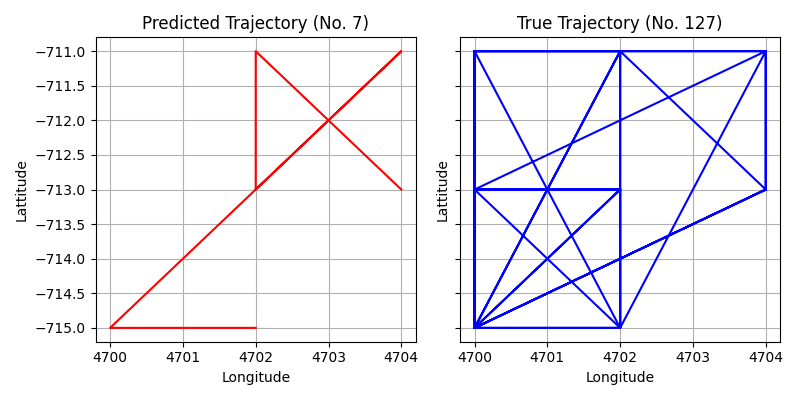 Predicted Trajectory (No. 7)
True Trajectory (No. 127)
−711.0
−711.5
−712.0
−712.5
−713.0
−713.5
−714.0
−714.5
−715.0
Lattitude
Lattitude
4700 4701 4702 4703 4704
4700 4701 4702 4703 4704
Longitude
Longitude